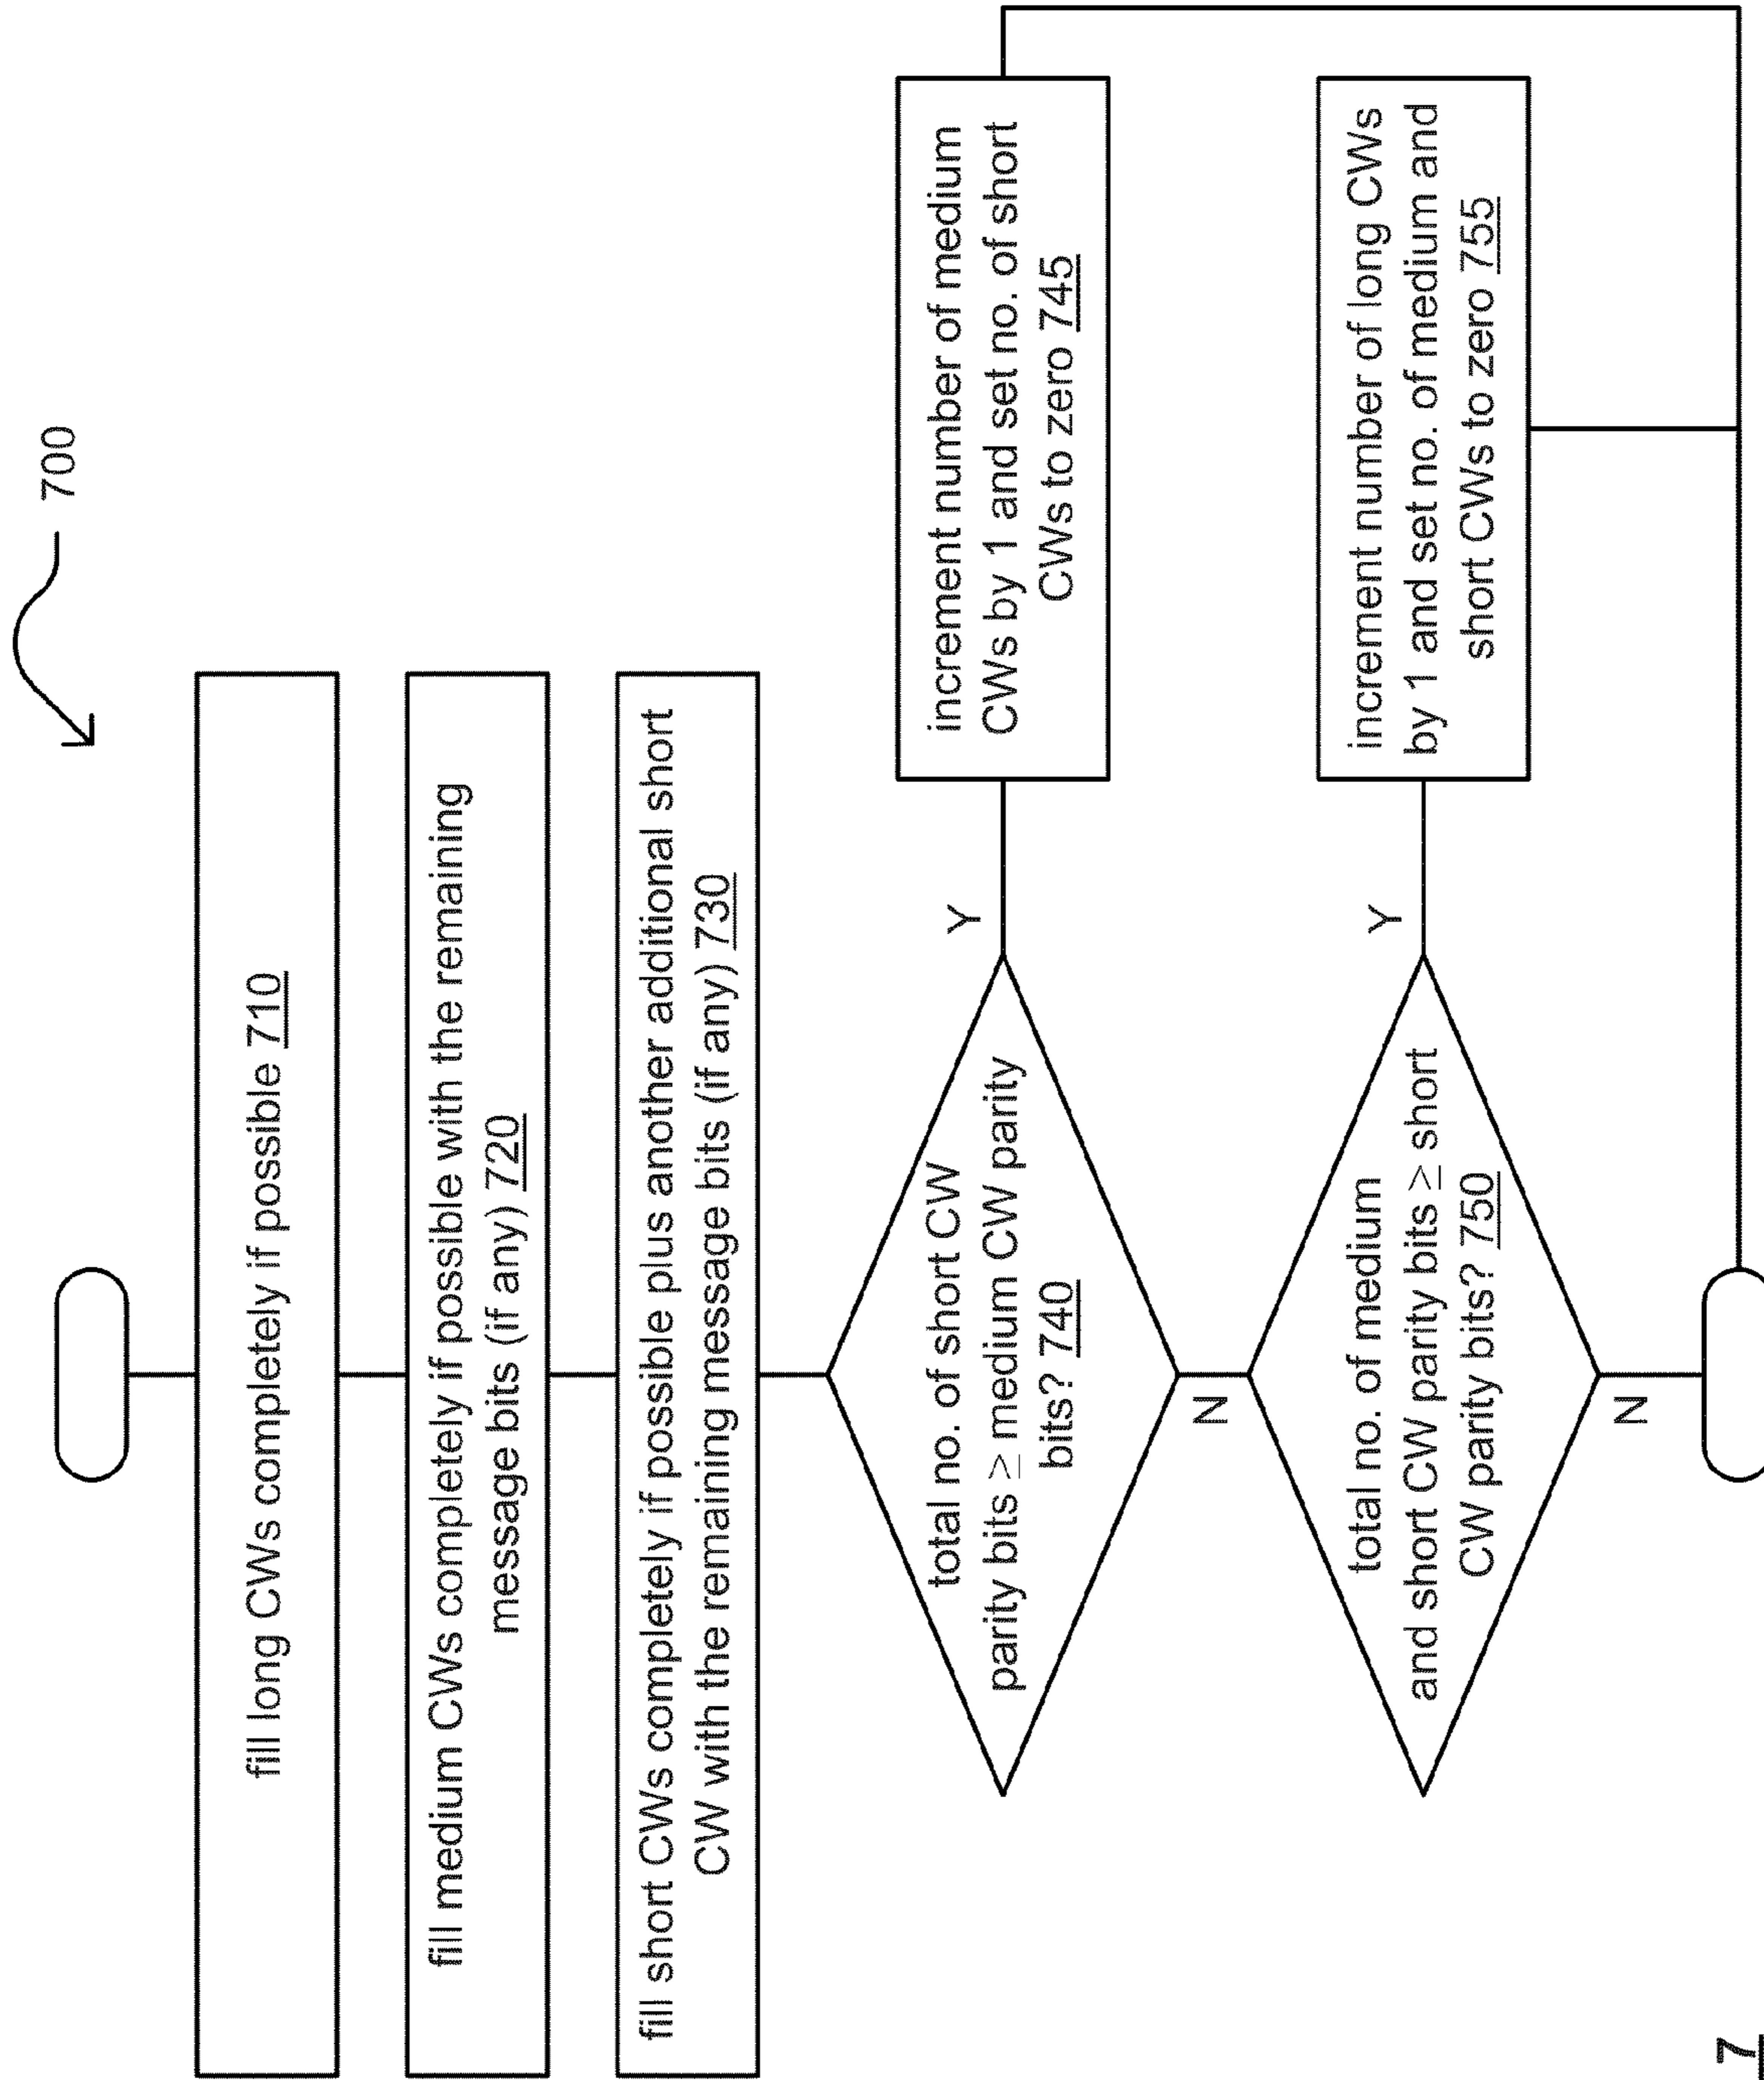 700
fill long CWs completely if possible 710
fill medium CWs completely if possible with the remaining
message bits (if any) 720
fill short CWs completely if possible plus another additional short
CW with the remaining message bits (if any) 730
total no. of short CW
parity bits ≥ medium CW parity
bits? 740
Y
increment number of medium
CWs by 1 and set no. of short
CWs to zero 745
N
total no. of medium
and short CW parity bits ≥ short
CW parity bits? 750
Y
increment number of long CWs
by 1 and set no. of medium and
short CWs to zero 755
N
7